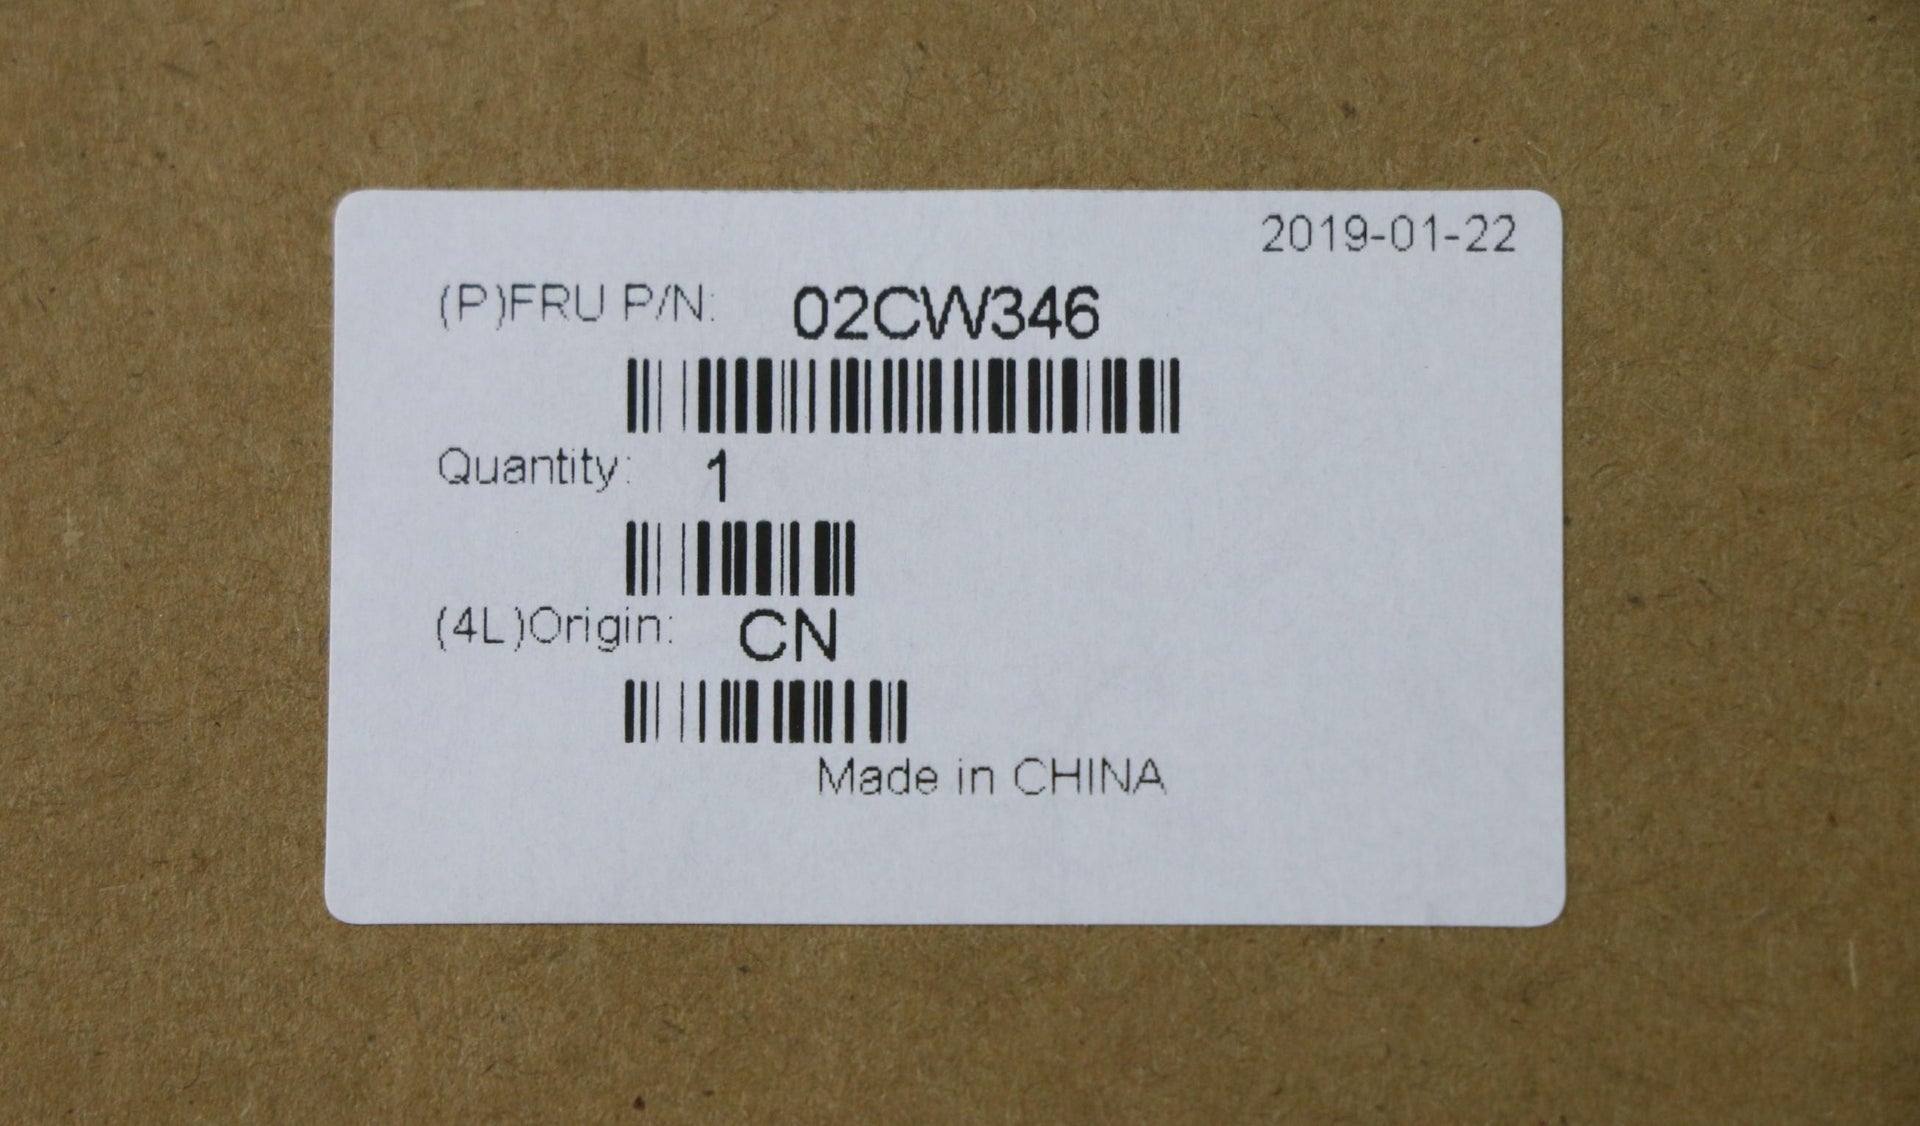 2019-01-22
(P)FRU P/N: 02CW346
Quantity: 1
(4L)Origin: CN
Made in CHINA